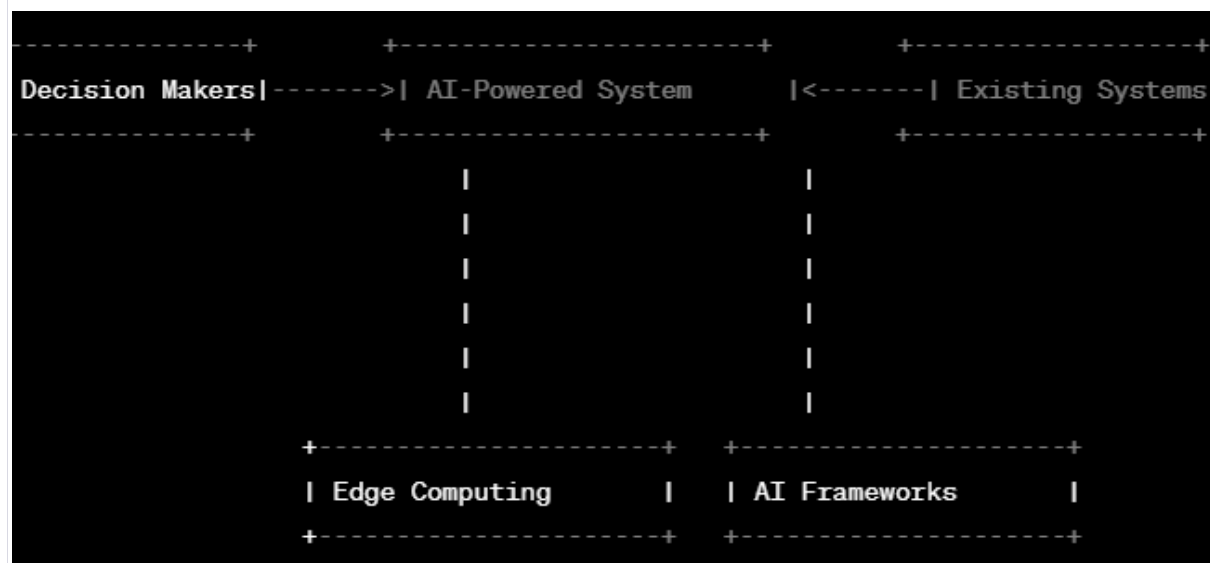 ---------------+ +-----------------------+ +------------------+
Decision Makers|------->| AI-Powered System |<-------| Existing Systems
---------------+ +-----------------------+ +------------------+
| |
| |
| |
| |
| |
| |
+----------------------+ +---------------------+
| Edge Computing | | AI Frameworks |
+----------------------+ +---------------------+